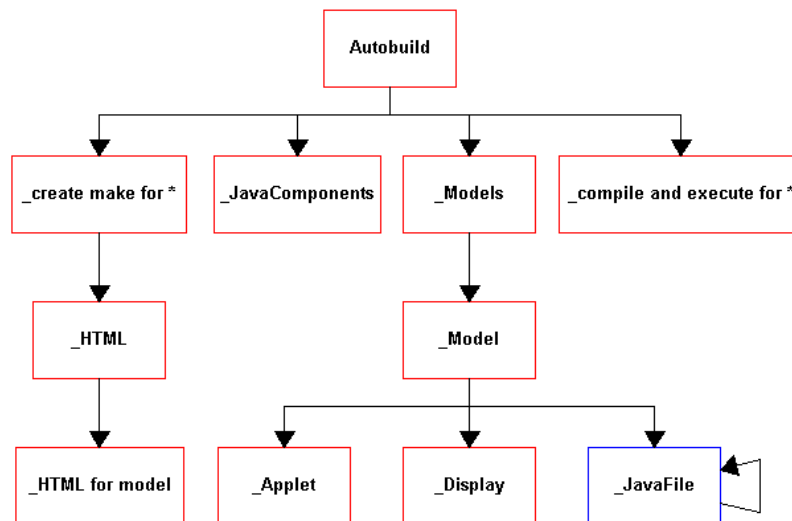 Autobuild
_create make for *
_JavaComponents
_Models
_compile and execute for *
_HTML
_Model
_HTML for model
_Applet
_Display
_JavaFile